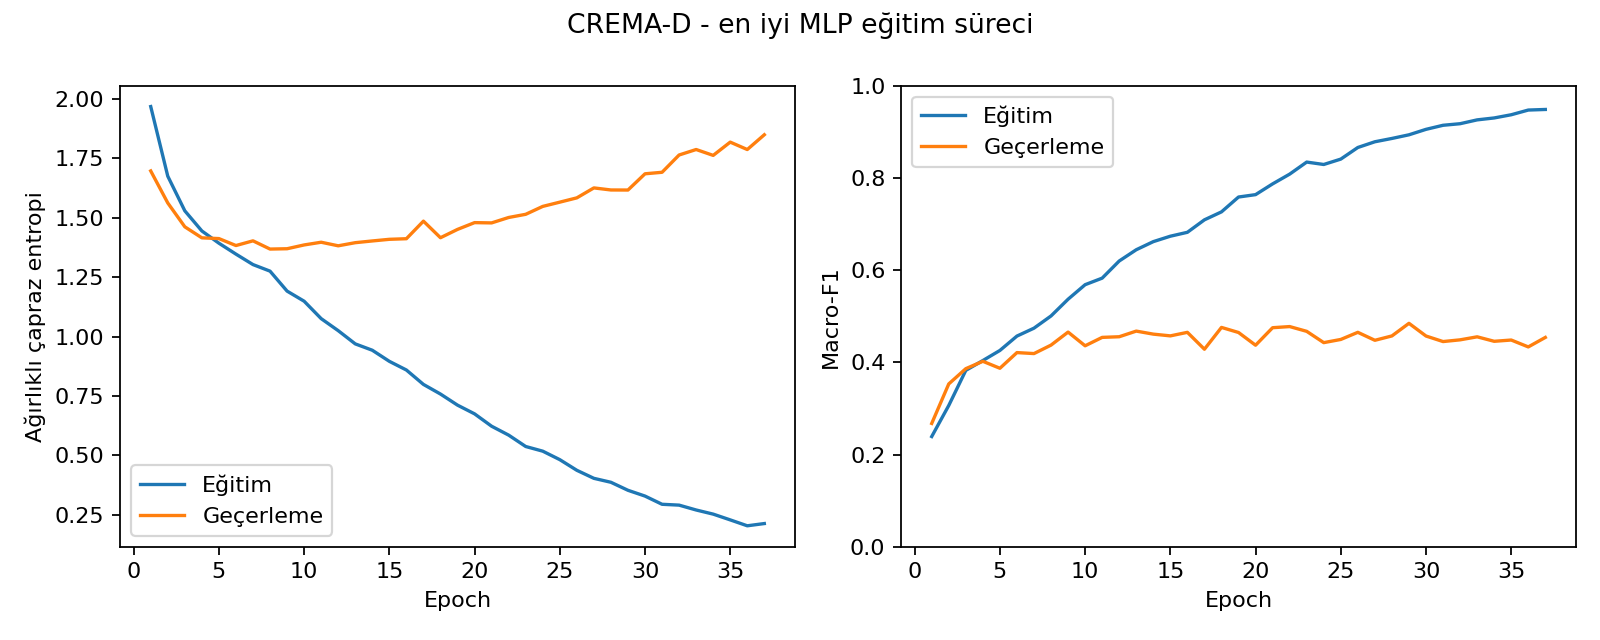 CREMA-D - en iyi MLP eğitim süreci
Ağırlıklı çapraz entropi
2.00
1.75
1.50
1.25
1.00
0.75
0.50
0.25
Eğitim
Geçerleme
0 5 10 15 20 25 30 35
Epoch
Macro-F1
1.0
0.8
0.6
0.4
0.2
0.0
Eğitim
Geçerleme
0 5 10 15 20 25 30 35
Epoch